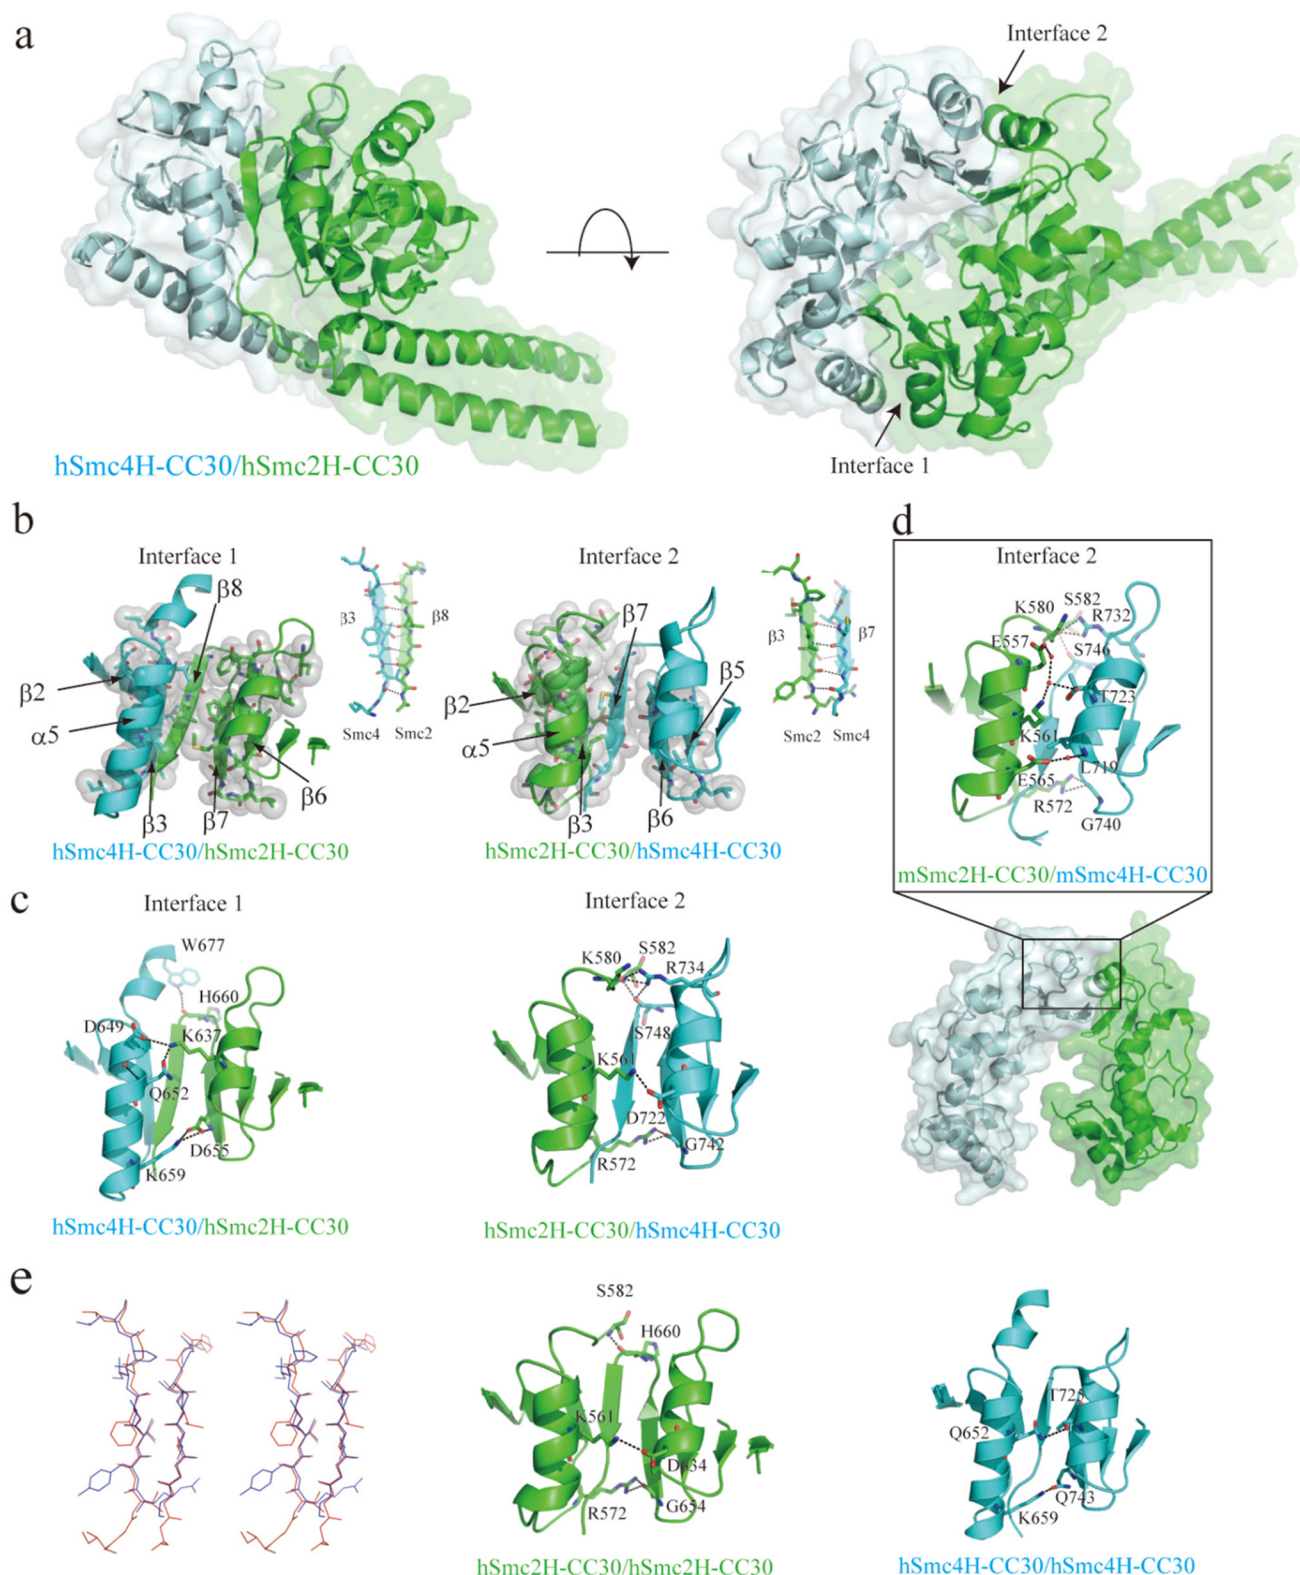 a
Interface 2
Interface 1
hSmc4H-CC30/hSmc2H-CC30
b
Interface 1
β8
β2
α5
β3
β7
β6
hSmc4H-CC30/hSmc2H-CC30
β3
β8
Smc4 Smc2
Interface 2
β7
β2
β5
α5
β3
β6
hSmc2H-CC30/hSmc4H-CC30
β3
β7
Smc2 Smc4
d
Interface 2
K580
S582
R732
E557
S746
T723
K561
L719
E565
R572
G740
mSmc2H-CC30/mSmc4H-CC30
c
Interface 1
W677
H660
D649
K637
Q652
D655
K659
hSmc4H-CC30/hSmc2H-CC30
Interface 2
S582
K580
R734
S748
K561
D722
G742
R572
hSmc2H-CC30/hSmc4H-CC30
e
S582
H660
K561
D634
R572
G654
hSmc2H-CC30/hSmc2H-CC30
T725
Q652
Q743
K659
hSmc4H-CC30/hSmc4H-CC30